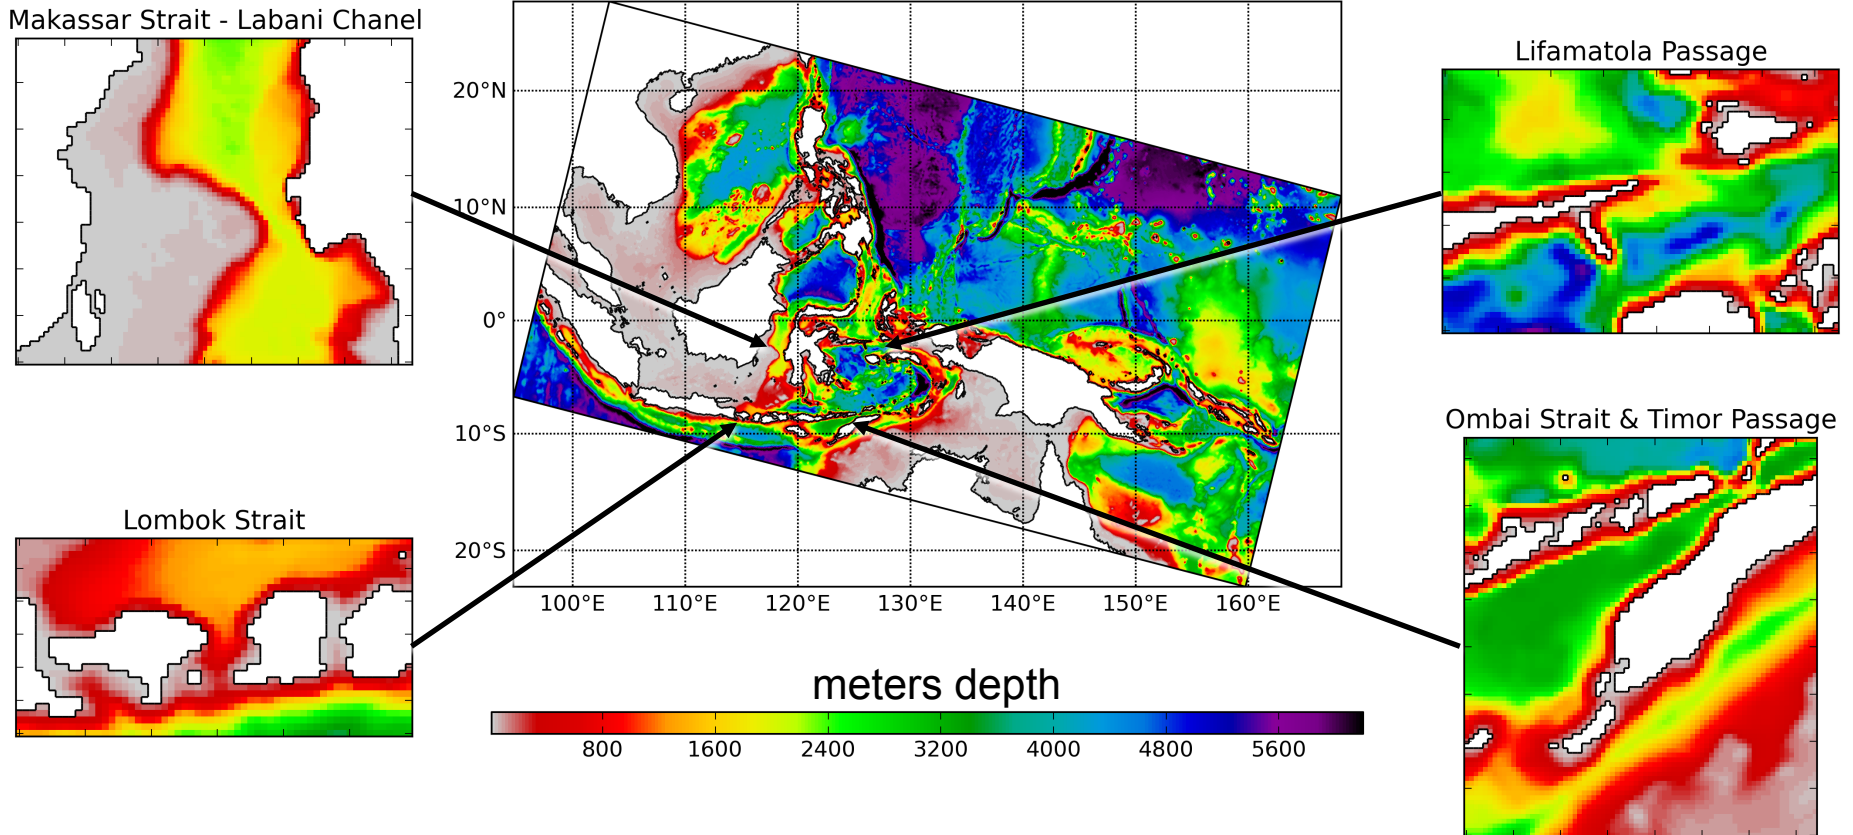 Makassar Strait - Labani Chanel
Lifamatola Passage
20°N
10°N
0°
10°S
20°S
100°E 110°E 120°E 130°E 140°E 150°E 160°E
Ombai Strait & Timor Passage
Lombok Strait
meters depth
800 1600 2400 3200 4000 4800 5600